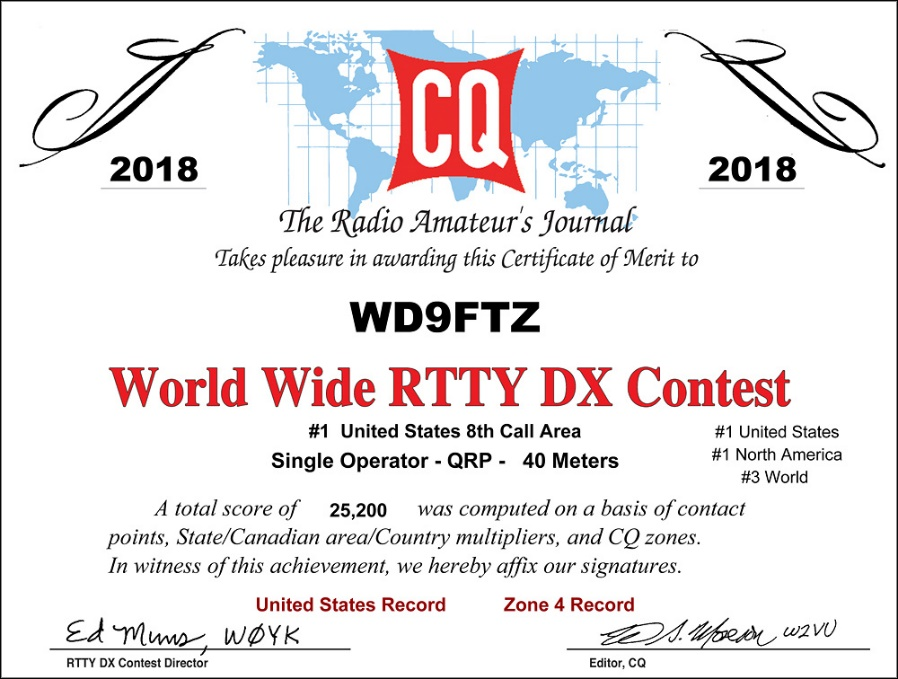 CQ
2018
2018
The Radio Amateur's Journal
Takes pleasure in awarding this Certificate of Merit to
WD9FTZ
World Wide RTTY DX Contest
#1 United States 8th Call Area
Single Operator - QRP - 40 Meters
#1 United States
#1 North America
#3 World
A total score of 25,200 was computed on a basis of contact
points, State/Canadian area/Country multipliers, and CQ zones.
In witness of this achievement, we hereby affix our signatures.
United States Record Zone 4 Record
Ed Muns, WØYK
W2VU
RTTY DX Contest Director
Editor, CQ